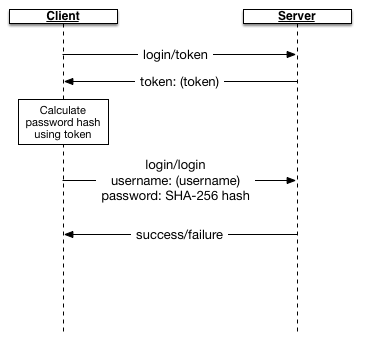 Client
Server
login/token
token: (token)
Calculate
password hash
using token
login/login
username: (username)
password: SHA-256 hash
success/failure